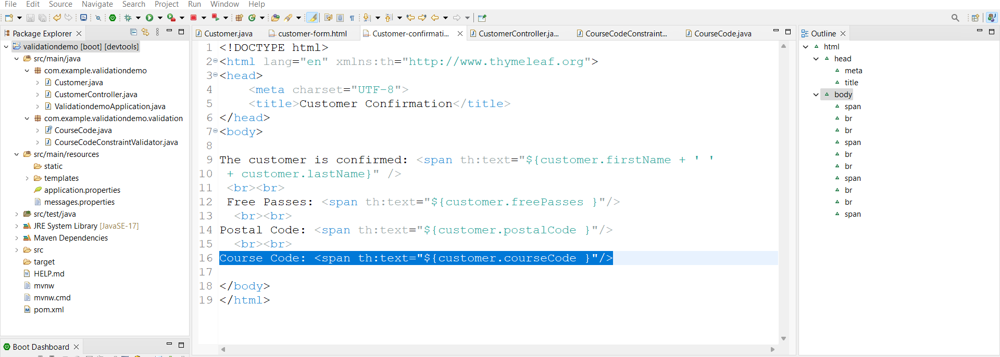 File Edit Source Navigate Search Project Run Window Help
Package Explorer
validationdemo [boot] [devtools]
src/main/java
com.example.validationdemo
Customer.java
CustomerController.java
ValidationdemoApplication.java
com.example.validationdemo.validation
CourseCode.java
CourseCodeConstraintValidator.java
src/main/resources
static
templates
application.properties
messages.properties
src/test/java
JRE System Library [JavaSE-17]
Maven Dependencies
src
target
HELP.md
mvnw
mvnw.cmd
pom.xml
Boot Dashboard
Customer.java customer-form.html Customer-confirmati... CustomerController.ja... CourseCodeConstraint... CourseCode.java
1 <!DOCTYPE html>
2 <html lang="en" xmlns:th="http://www.thymeleaf.org">
3 <head>
4 <meta charset="UTF-8">
5 <title>Customer Confirmation</title>
6 </head>
7 <body>
8
9 The customer is confirmed: <span th:text="${customer.firstName + ' '
10 + customer.lastName}" />
11 <br><br>
12 Free Passes: <span th:text="${customer.freePasses }"/>
13 <br><br>
14 Postal Code: <span th:text="${customer.postalCode }"/>
15 <br><br>
16 Course Code: <span th:text="${customer.courseCode }"/>
17
18 </body>
19 </html>
Outline
html
head
meta
title
body
span
br
br
span
br
br
span
br
br
span